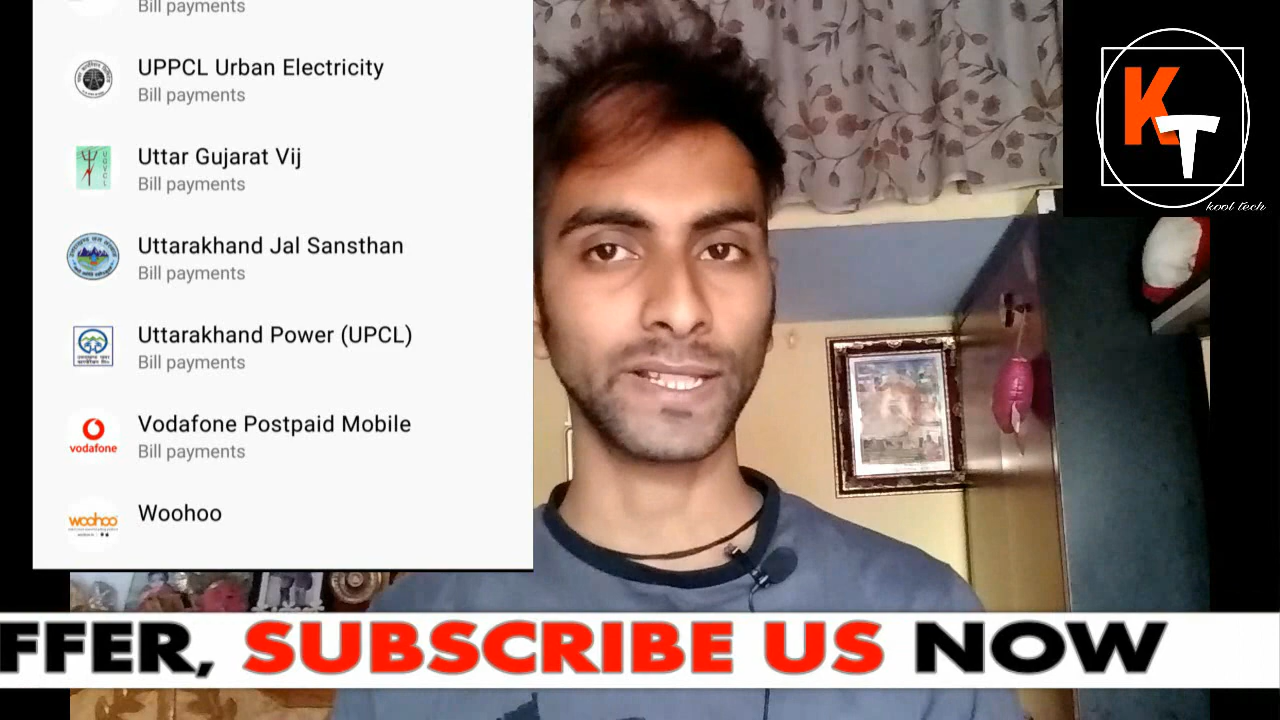 Bill payments
UPPCL Urban Electricity
Bill payments
Uttar Gujarat Vij
Bill payments
UGVCL
Uttarakhand Jal Sansthan
Bill payments
Uttarakhand Power (UPCL)
Bill payments
vodafone
Vodafone Postpaid Mobile
Bill payments
woohoo
Woohoo
KT
kool tech
FFER, SUBSCRIBE US NOW